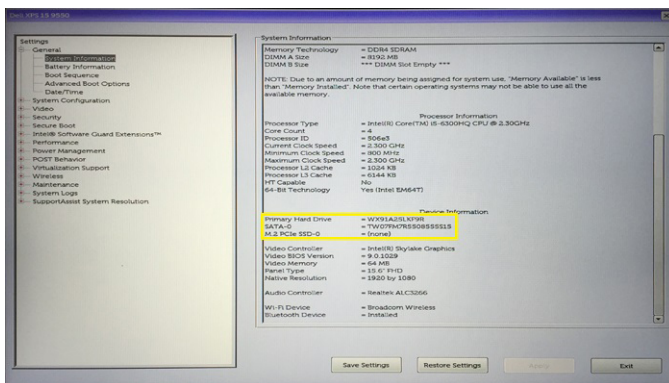 Dell XPS 15 9550
Settings
General
System Information
Battery Information
Boot Sequence
Advanced Boot Options
Date/Time
System Configuration
Video
Security
Secure Boot
Intel® Software Guard Extensions™
Performance
Power Management
POST Behavior
Virtualization Support
Wireless
Maintenance
System Logs
SupportAssist System Resolution
System Information
Memory Technology = DDR4 SDRAM
DIMM A Size = 8192 MB
DIMM B Size *** DIMM Slot Empty ***
NOTE: Due to an amount of memory being assigned for system use, "Memory Available" is less
than "Memory Installed". Note that certain operating systems may not be able to use all the
available memory.
Processor Information
Processor Type = Intel(R) Core(TM) i5-6300HQ CPU @ 2.30GHz
Core Count = 4
Processor ID = 506e3
Current Clock Speed = 2.300 GHz
Minimum Clock Speed = 800 MHz
Maximum Clock Speed = 2.300 GHz
Processor L2 Cache = 1024 KB
Processor L3 Cache = 6144 KB
HT Capable No
64-Bit Technology Yes (Intel EM64T)
Device Information
Primary Hard Drive = WX91A25LKP9R
SATA-0 = TW07FM7R5508555515
M.2 PCIe SSD-0 = (none)
Video Controller = Intel(R) Skylake Graphics
Video BIOS Version = 9.0.1029
Video Memory = 64 MB
Panel Type = 15.6" FHD
Native Resolution = 1920 by 1080
Audio Controller = Realtek ALC3266
Wi-Fi Device = Broadcom Wireless
Bluetooth Device = Installed
Save Settings
Restore Settings
Apply
Exit